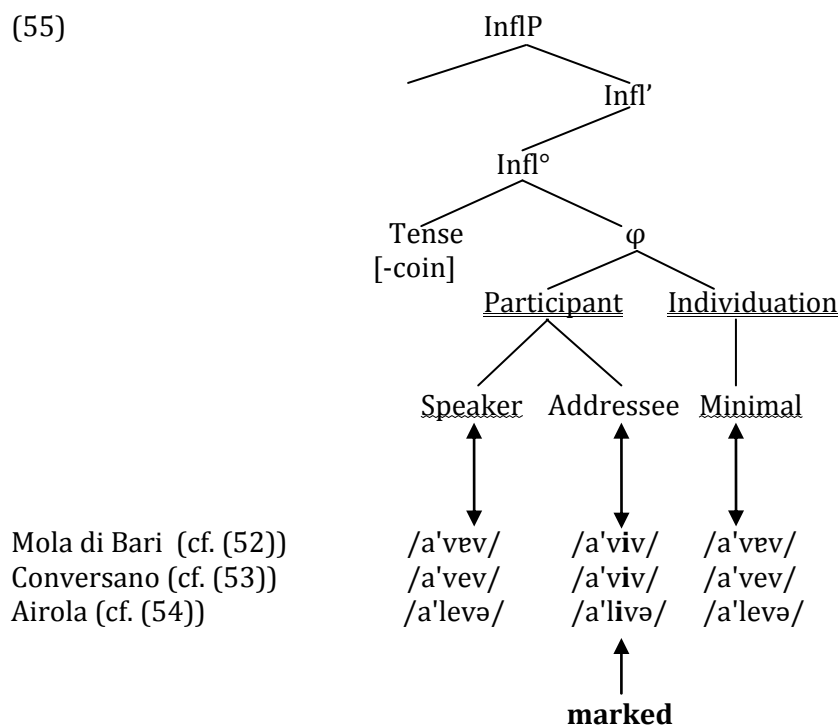 (55) InflP
Infl’
Infl°
Tense φ
[-coin]
Participant Individuation
Speaker Addressee Minimal
Mola di Bari (cf. (52)) /a'vɐv/ /a'viv/ /a'vɐv/
Conversano (cf. (53)) /a'vev/ /a'viv/ /a'vev/
Airola (cf. (54)) /a'levə/ /a'livə/ /a'levə/
marked